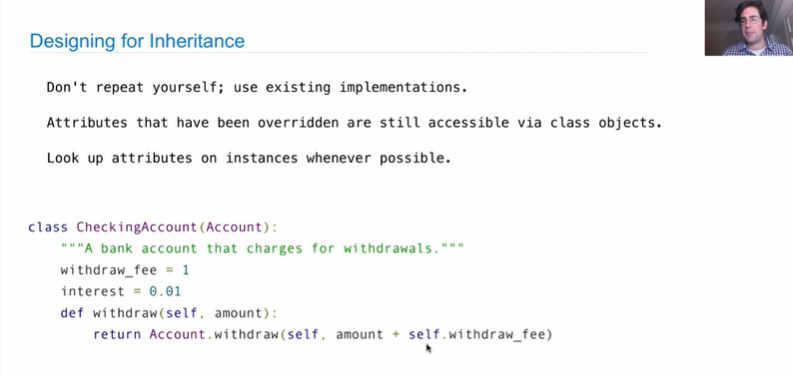 Designing for Inheritance
Don't repeat yourself; use existing implementations.
Attributes that have been overridden are still accessible via class objects.
Look up attributes on instances whenever possible.
class CheckingAccount(Account):
"""A bank account that charges for withdrawals."""
withdraw_fee = 1
interest = 0.01
def withdraw(self, amount):
return Account.withdraw(self, amount + self.withdraw_fee)